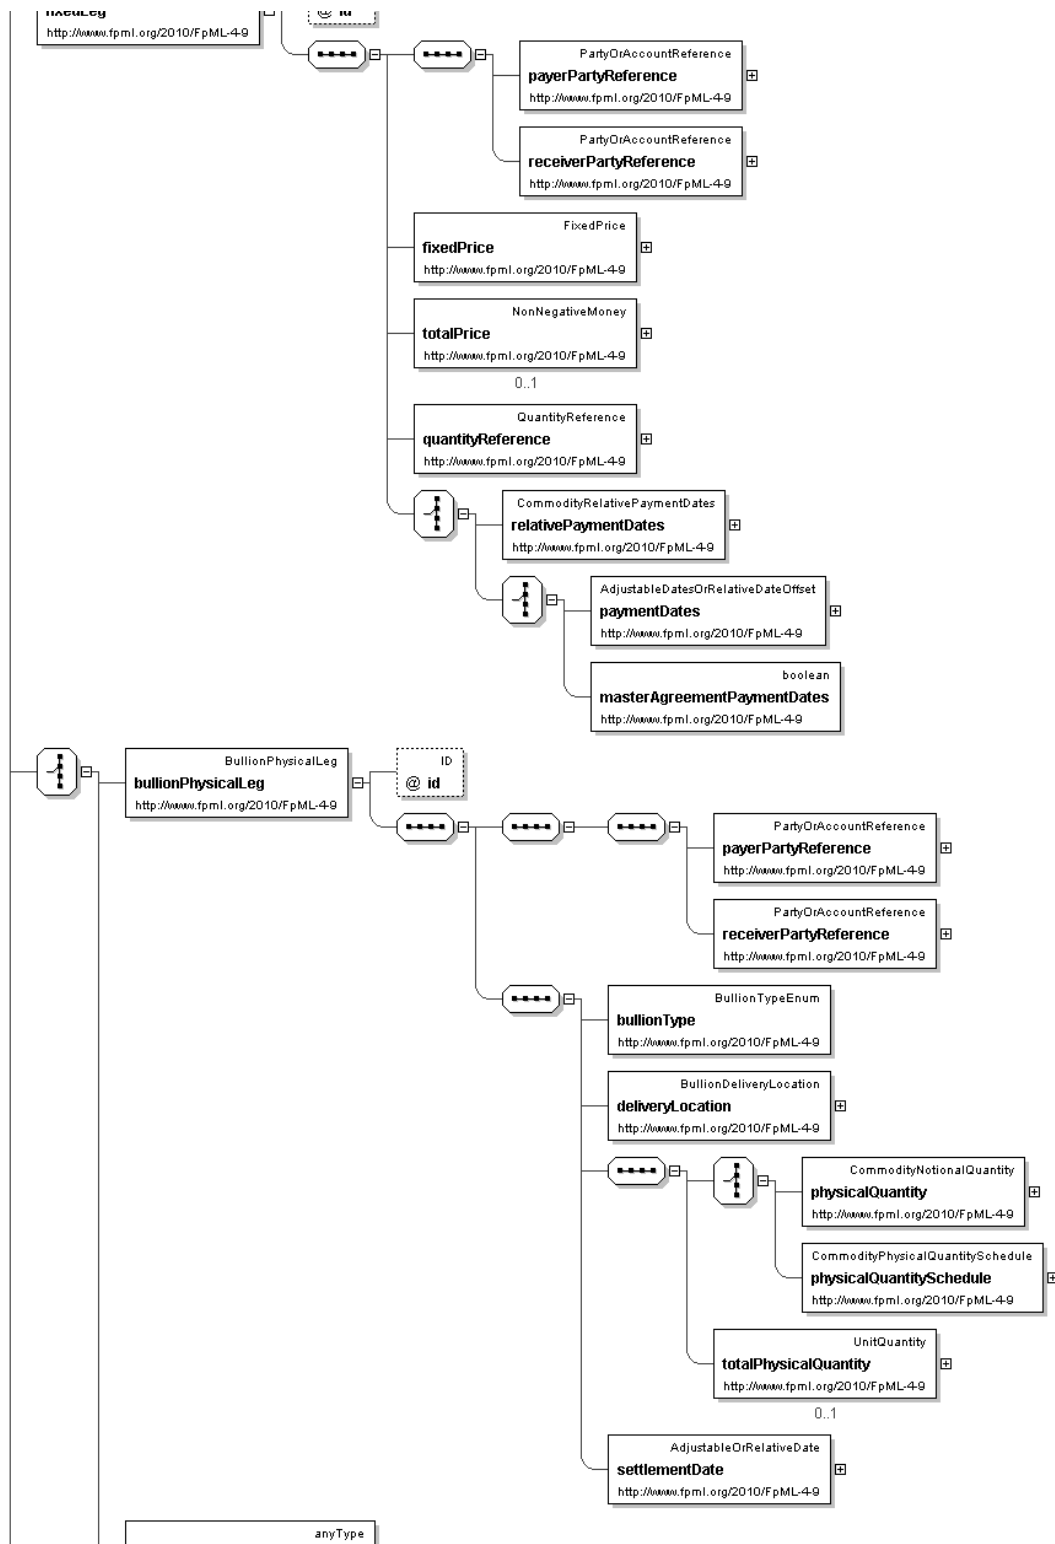 fixedLeg
@ id
http://www.fpml.org/2010/FpML-4-9
PartyOrAccountReference
payerPartyReference
http://www.fpml.org/2010/FpML-4-9
PartyOrAccountReference
receiverPartyReference
http://www.fpml.org/2010/FpML-4-9
FixedPrice
fixedPrice
http://www.fpml.org/2010/FpML-4-9
NonNegativeMoney
totalPrice
http://www.fpml.org/2010/FpML-4-9
0..1
QuantityReference
quantityReference
http://www.fpml.org/2010/FpML-4-9
CommodityRelativePaymentDates
relativePaymentDates
http://www.fpml.org/2010/FpML-4-9
AdjustableDatesOrRelativeDateOffset
paymentDates
http://www.fpml.org/2010/FpML-4-9
boolean
masterAgreementPaymentDates
http://www.fpml.org/2010/FpML-4-9
BullionPhysicalLeg
bullionPhysicalLeg
http://www.fpml.org/2010/FpML-4-9
ID
@ id
PartyOrAccountReference
payerPartyReference
http://www.fpml.org/2010/FpML-4-9
PartyOrAccountReference
receiverPartyReference
http://www.fpml.org/2010/FpML-4-9
BullionTypeEnum
bullionType
http://www.fpml.org/2010/FpML-4-9
BullionDeliveryLocation
deliveryLocation
http://www.fpml.org/2010/FpML-4-9
CommodityNotionalQuantity
physicalQuantity
http://www.fpml.org/2010/FpML-4-9
CommodityPhysicalQuantitySchedule
physicalQuantitySchedule
http://www.fpml.org/2010/FpML-4-9
UnitQuantity
totalPhysicalQuantity
http://www.fpml.org/2010/FpML-4-9
0..1
AdjustableOrRelativeDate
settlementDate
http://www.fpml.org/2010/FpML-4-9
anyType